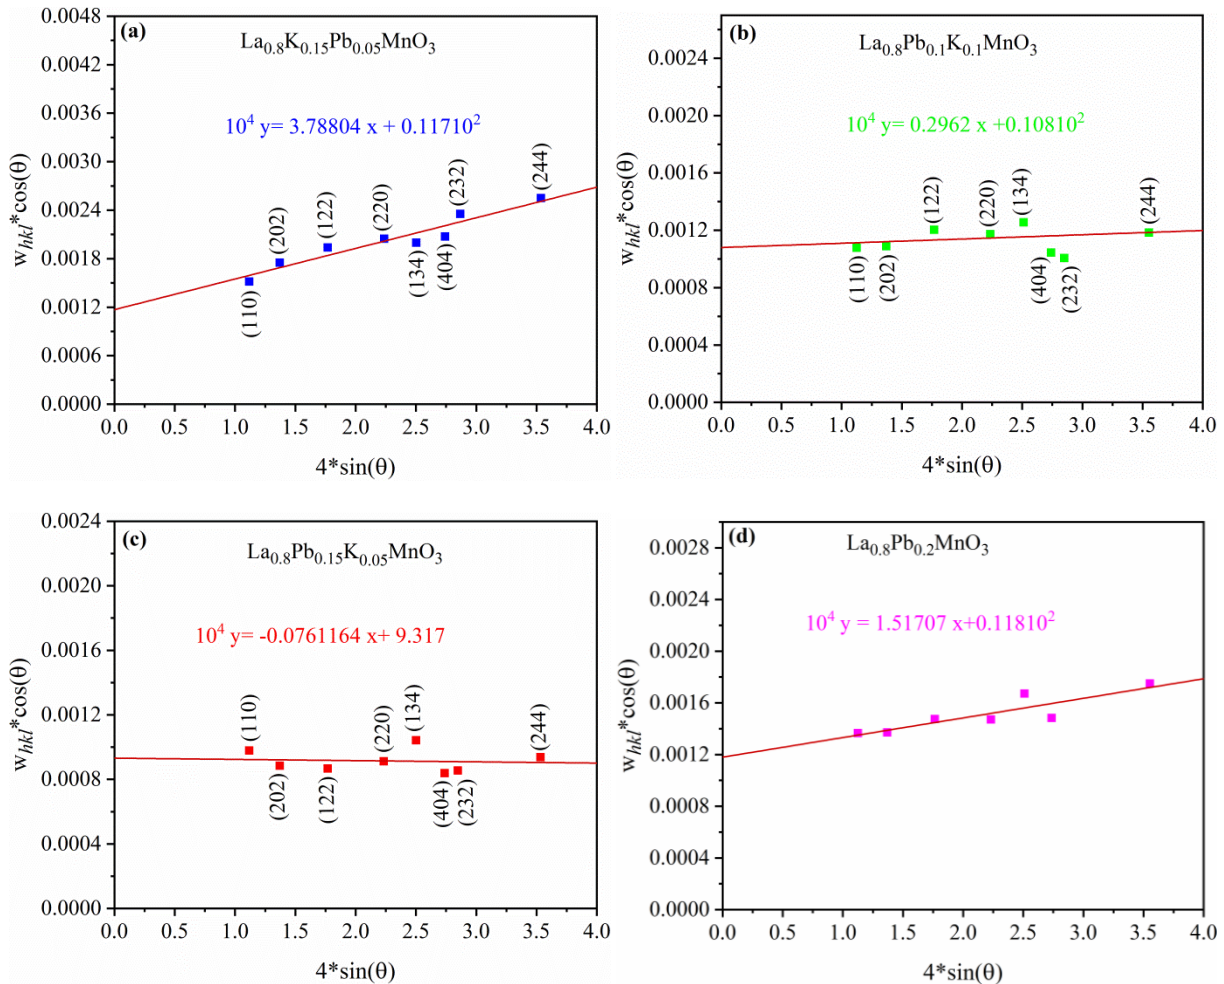 (a)
La0.8K0.15Pb0.05MnO3
10^4 y= 3.78804 x + 0.11710^2
0.0048
0.0042
0.0036
0.0030
0.0024
0.0018
0.0012
0.0006
0.0000
w_hkl*cos(θ)
(110)
(202)
(122)
(220)
(134)
(404)
(232)
(244)
0.0 0.5 1.0 1.5 2.0 2.5 3.0 3.5 4.0
4*sin(θ)
(b)
La0.8Pb0.1K0.1MnO3
10^4 y= 0.2962 x +0.10810^2
0.0024
0.0020
0.0016
0.0012
0.0008
0.0004
0.0000
w_hkl*cos(θ)
(110)
(202)
(122)
(220)
(134)
(404)
(232)
(244)
0.0 0.5 1.0 1.5 2.0 2.5 3.0 3.5 4.0
4*sin(θ)
(c)
La0.8Pb0.15K0.05MnO3
10^4 y= -0.0761164 x+ 9.317
0.0024
0.0020
0.0016
0.0012
0.0008
0.0004
0.0000
w_hkl*cos(θ)
(110)
(202)
(122)
(220)
(134)
(404)
(232)
(244)
0.0 0.5 1.0 1.5 2.0 2.5 3.0 3.5 4.0
4*sin(θ)
(d)
La0.8Pb0.2MnO3
10^4 y = 1.51707 x+0.11810^2
0.0028
0.0024
0.0020
0.0016
0.0012
0.0008
0.0004
0.0000
w_hkl*cos(θ)
0.0 0.5 1.0 1.5 2.0 2.5 3.0 3.5 4.0
4*sin(θ)